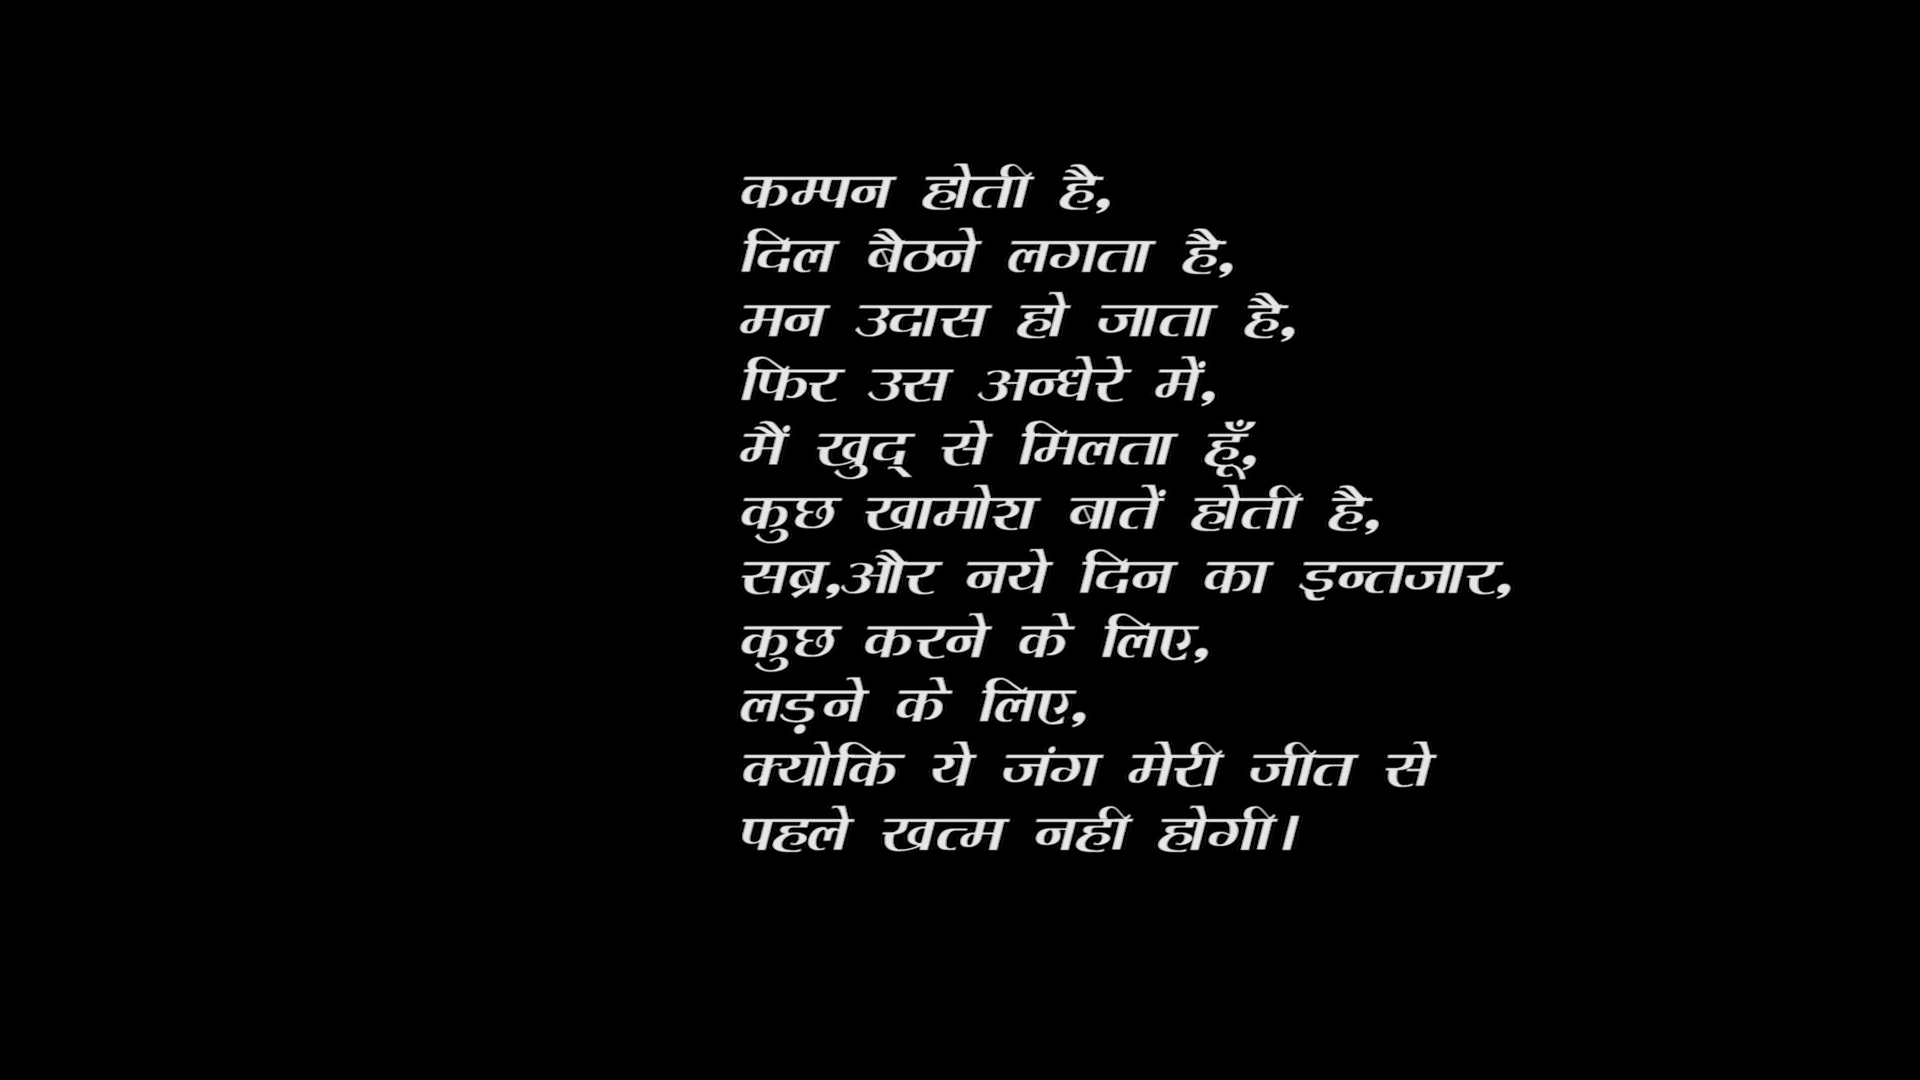 कम्पन होती है,
दिल बैठने लगता है,
मन उदास हो जाता है,
फिर उस अन्धेरे में,
मैं खुद् से मिलता हूँ,
कुछ खामोश बातें होती है,
सब्र,और नये दिन का इन्तजार,
कुछ करने के लिए,
लड़ने के लिए,
क्योकि ये जंग मेरी जीत से
पहले खत्म नही होगी।